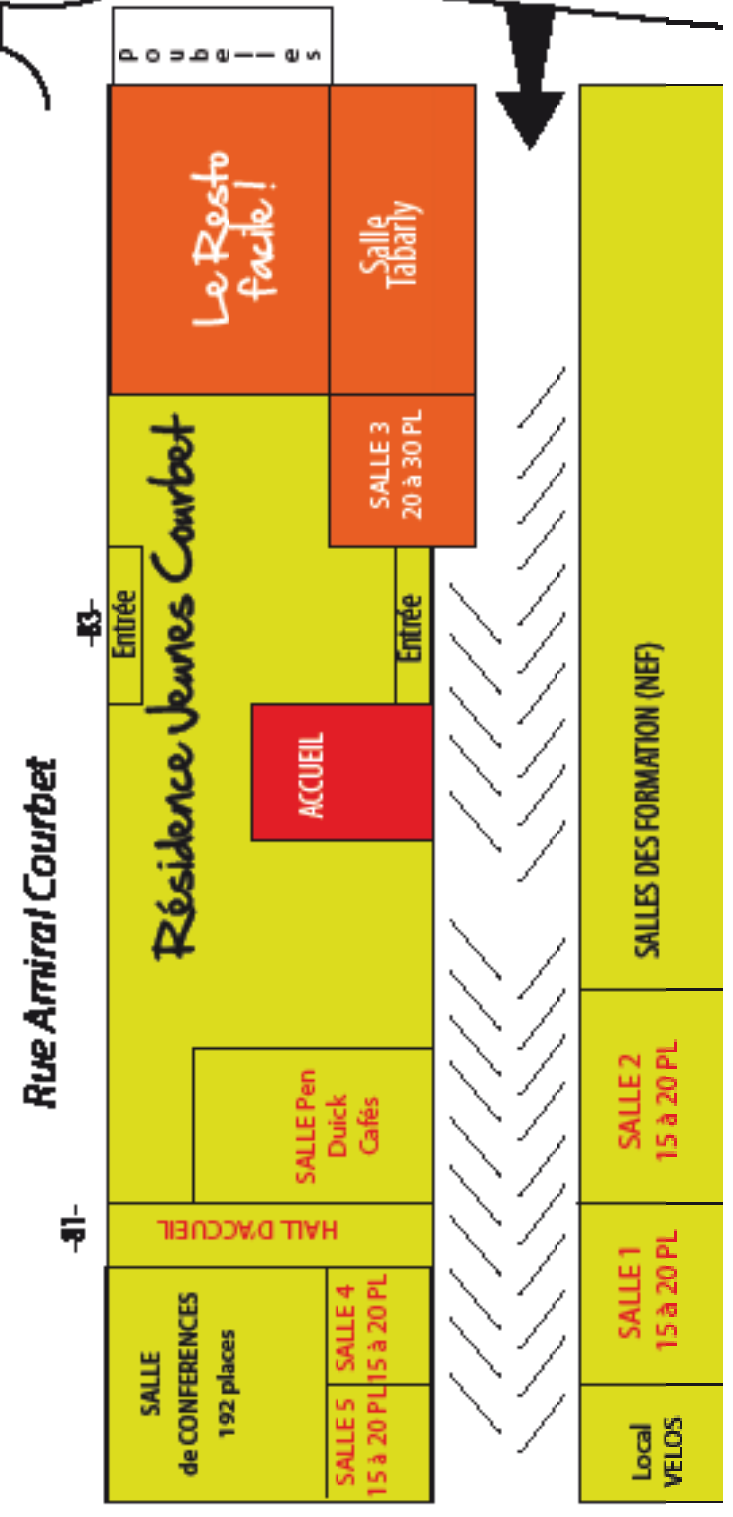 Poubelles
Le Resto
facile !
Salle
Tabarly
SALLE 3
20 à 30 PL
Résidence Jeunes Courbet
-83-
Entrée
Entrée
ACCUEIL
Rue Amiral Courbet
SALLE Pen
Duick
Cafés
-81-
HALL D'ACCUEIL
SALLE
de CONFERENCES
192 places
SALLE 4
15 à 20 PL
SALLE 5
15 à 20 PL
SALLES DES FORMATION (NEF)
SALLE 2
15 à 20 PL
SALLE 1
15 à 20 PL
Local
VELOS